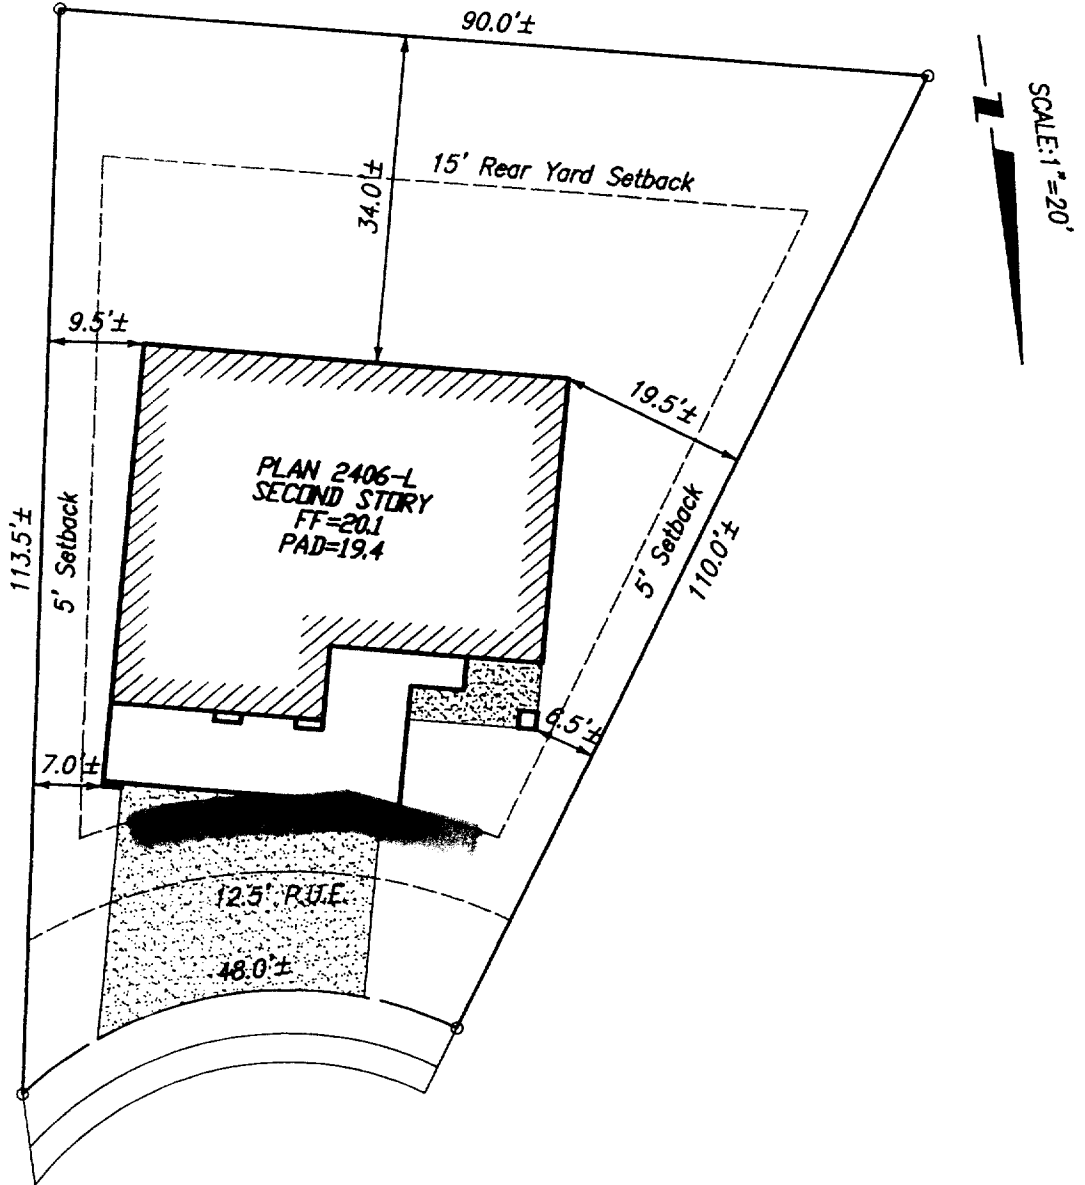 90.0'±
SCALE:1"=20'
15' Rear Yard Setback
34.0'±
9.5'±
19.5'±
PLAN 2406-L
SECOND STORY
FF=20.1
PAD=19.4
113.5'±
5' Setback
5' Setback
110.0'±
6.5'±
7.0'±
12.5' P.U.E.
48.0'±